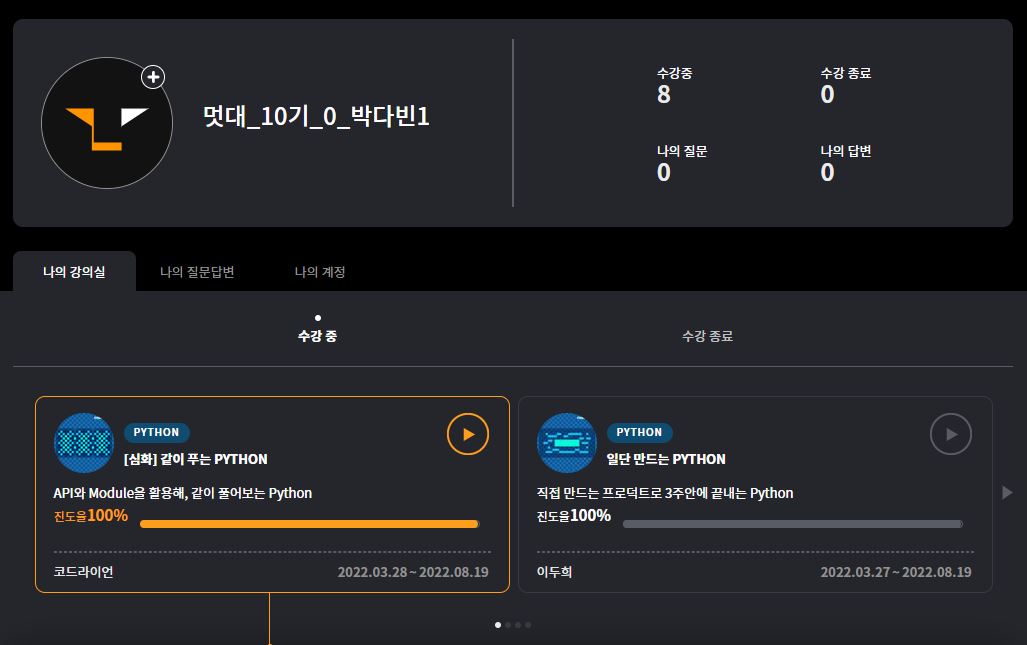 멋대_10기_0_박다빈1
수강중
8
수강 종료
0
나의 질문
0
나의 답변
0
나의 강의실
나의 질문답변
나의 계정
수강 중
수강 종료
PYTHON
[심화] 같이 푸는 PYTHON
API와 Module을 활용해, 같이 풀어보는 Python
진도율100%
코드라이언
2022.03.28 ~ 2022.08.19
PYTHON
일단 만드는 PYTHON
직접 만드는 프로덕트로 3주안에 끝내는 Python
진도율100%
이두희
2022.03.27 ~ 2022.08.19